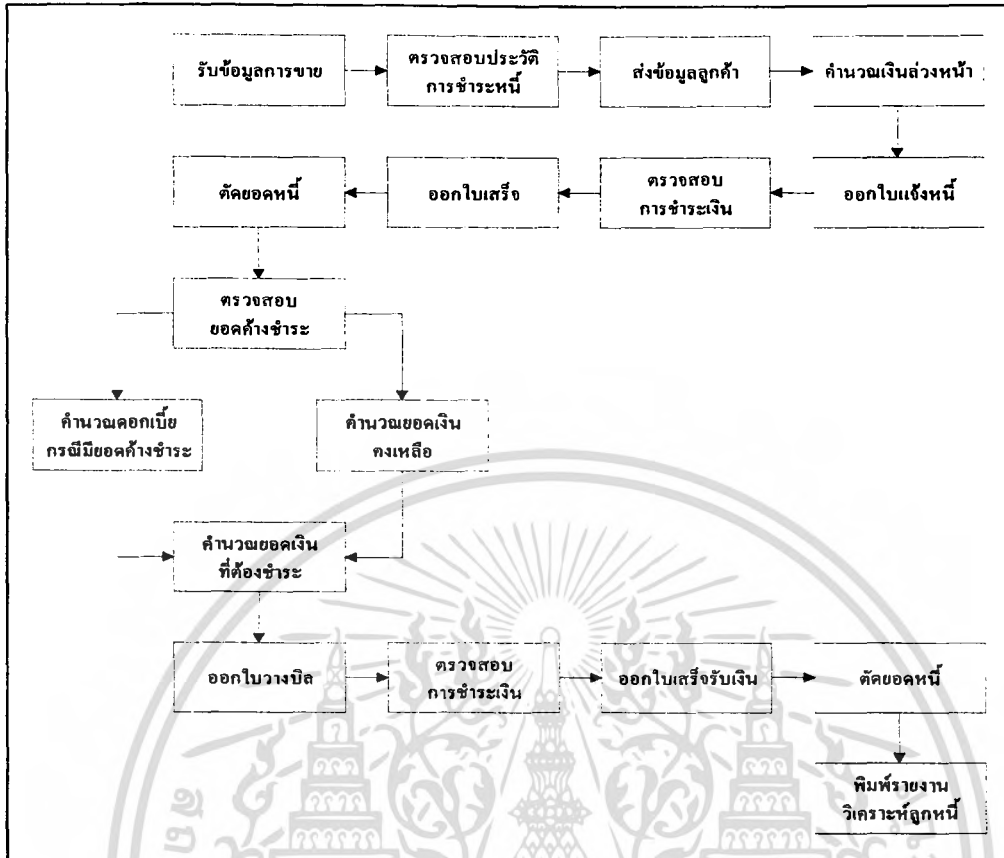 รับข้อมูลการขาย
ตรวจสอบประวัติ
การชำระหนี้
ส่งข้อมูลลูกค้า
คำนวณเงินล่วงหน้า
ตัดยอดหนี้
ออกใบเสร็จ
ตรวจสอบ
การชำระเงิน
ออกใบแจ้งหนี้
ตรวจสอบ
ยอดค้างชำระ
คำนวณดอกเบี้ย
กรณีมียอดค้างชำระ
คำนวณยอดเงิน
คงเหลือ
คำนวณยอดเงิน
ที่ต้องชำระ
ออกใบวางบิล
ตรวจสอบ
การชำระเงิน
ออกใบเสร็จรับเงิน
ตัดยอดหนี้
พิมพ์รายงาน
วิเคราะห์ลูกหนี้